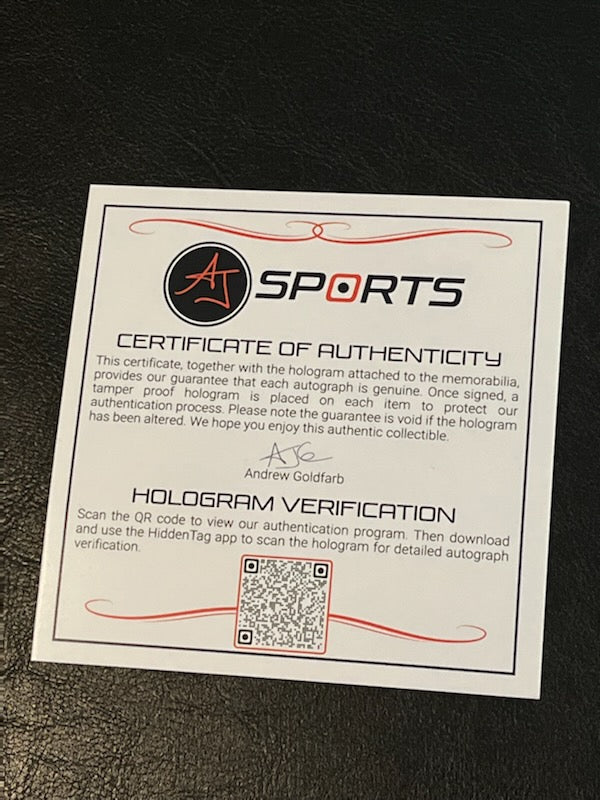 AJ SPORTS
CERTIFICATE OF AUTHENTICITY
This certificate, together with the hologram attached to the memorabilia,
provides our guarantee that each autograph is genuine. Once signed, a
tamper proof hologram is placed on each item to protect our
authentication process. Please note the guarantee is void if the hologram
has been altered. We hope you enjoy this authentic collectible.
AJG
Andrew Goldfarb
HOLOGRAM VERIFICATION
Scan the QR code to view our authentication program. Then download
and use the HiddenTag app to scan the hologram for detailed autograph
verification.